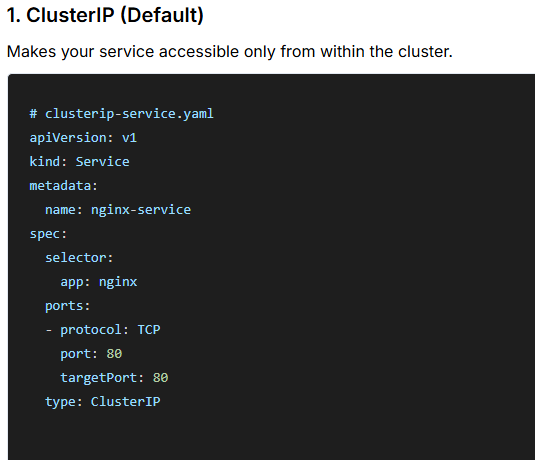 1. ClusterIP (Default)
Makes your service accessible only from within the cluster.
# clusterip-service.yaml
apiVersion: v1
kind: Service
metadata:
  name: nginx-service
spec:
  selector:
    app: nginx
  ports:
  - protocol: TCP
    port: 80
    targetPort: 80
  type: ClusterIP